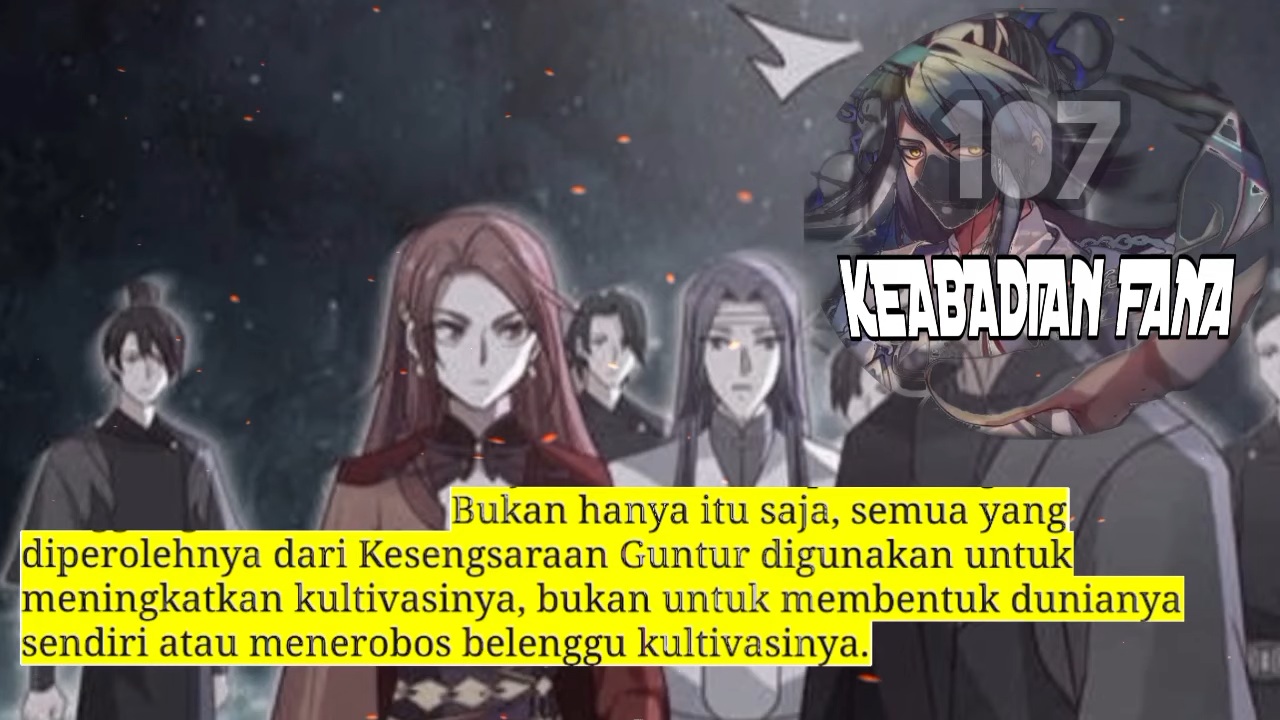 107
KEABADIAN FANA
Bukan hanya itu saja, semua yang
diperolehnya dari Kesengsaraan Guntur digunakan untuk
meningkatkan kultivasinya, bukan untuk membentuk dunianya
sendiri atau menerobos belenggu kultivasinya.